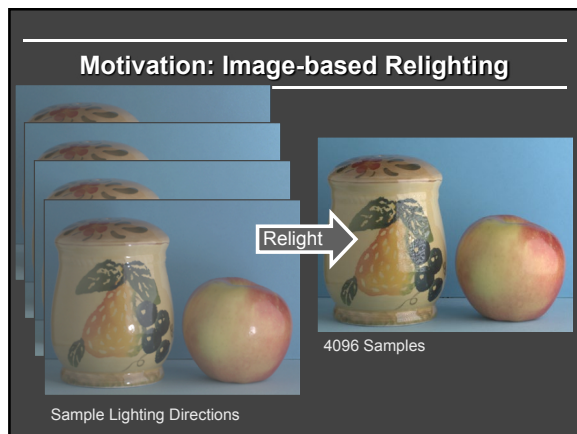 Motivation: Image-based Relighting
Relight
4096 Samples
Sample Lighting Directions